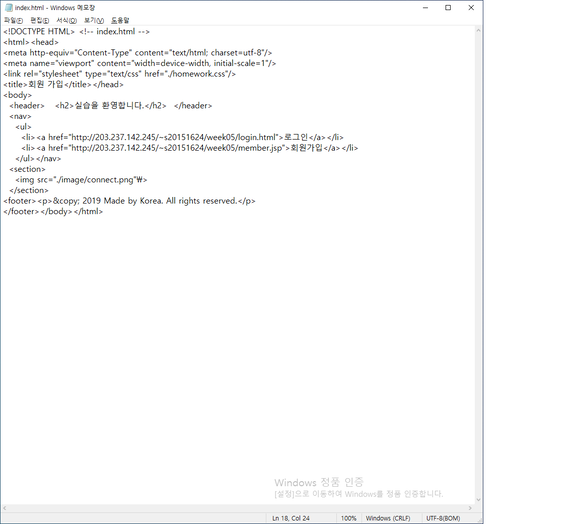 index.html - Windows 메모장
파일(F) 편집(E) 서식(O) 보기(V) 도움말
<!DOCTYPE HTML> <!-- index.html -->
<html><head>
<meta http-equiv="Content-Type" content="text/html; charset=utf-8"/>
<meta name="viewport" content="width=device-width, initial-scale=1"/>
<link rel="stylesheet" type="text/css" href="./homework.css"/>
<title>회원 가입</title></head>
<body>
<header> <h2>실습을 환영합니다.</h2> </header>
<nav>
<ul>
<li><a href="http://203.237.142.245/~s20151624/week05/login.html">로그인</a></li>
<li><a href="http://203.237.142.245/~s20151624/week05/member.jsp">회원가입</a></li>
</ul></nav>
<section>
<img src="./image/connect.png"₩>
</section>
<footer><p>&copy; 2019 Made by Korea. All rights reserved.</p>
</footer></body></html>
Windows 정품 인증
[설정]으로 이동하여 Windows를 정품 인증합니다.
Ln 18, Col 24 100% Windows (CRLF) UTF-8(BOM)